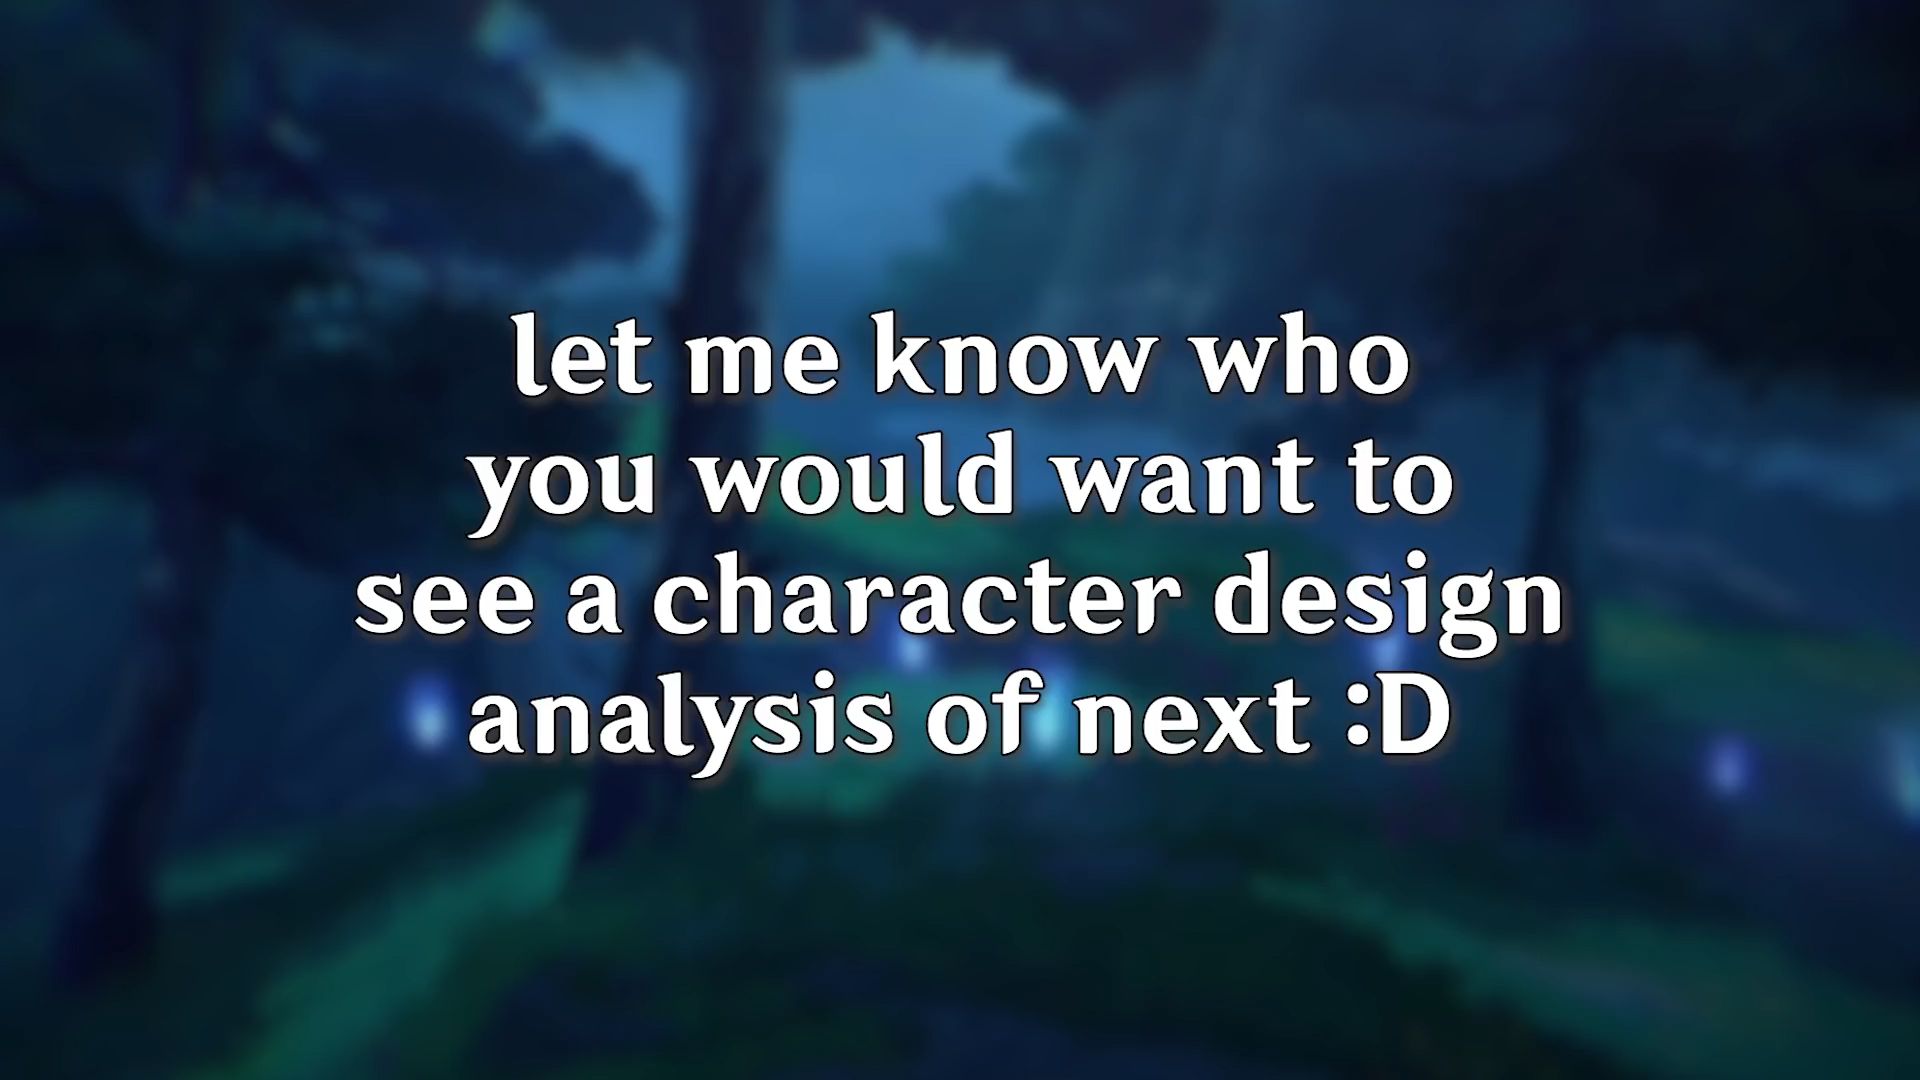 let me know who
you would want to
see a character design
analysis of next :D